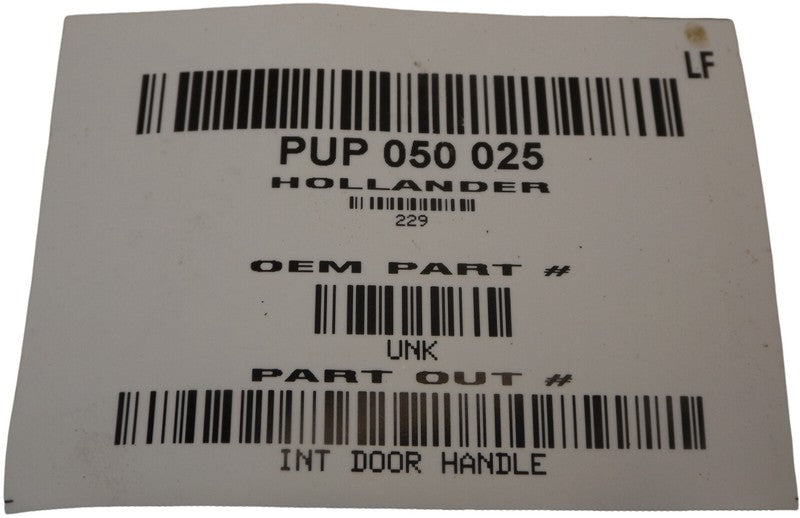 LF
PUP 050 025
HOLLANDER
229
OEM PART #
UNK
PART OUT #
INT DOOR HANDLE